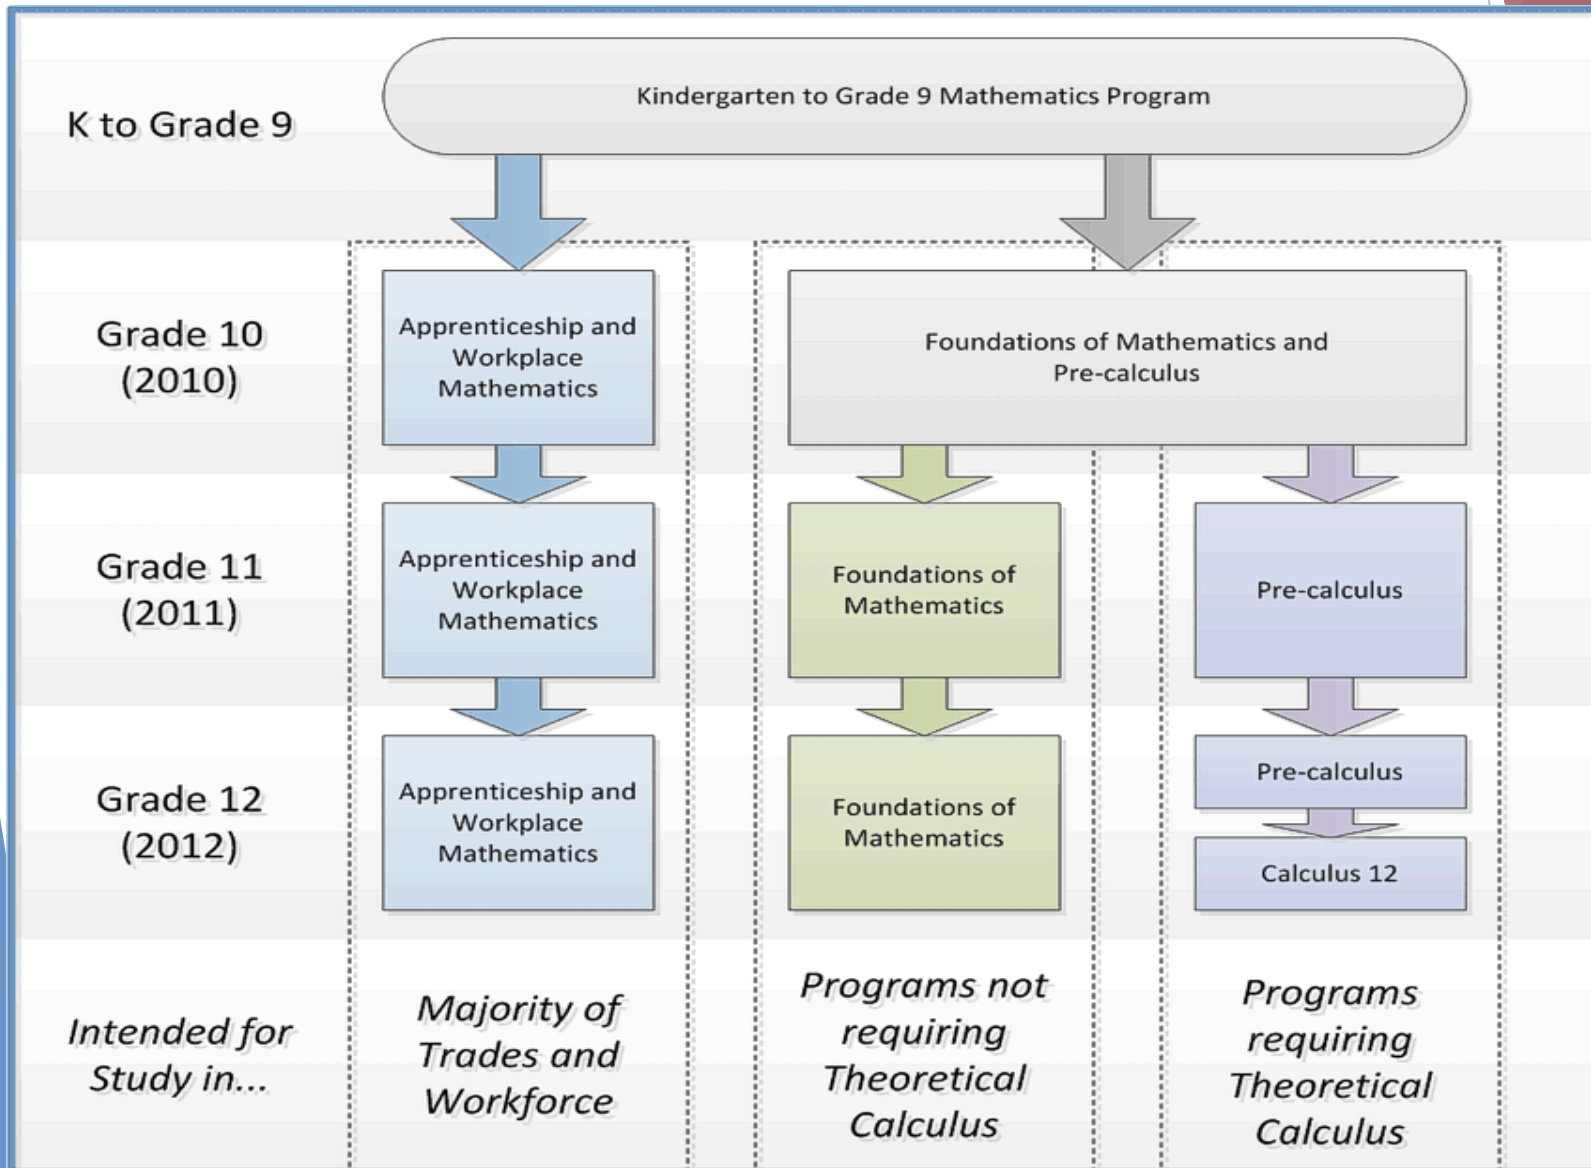 K to Grade 9
Kindergarten to Grade 9 Mathematics Program
Grade 10
(2010)
Apprenticeship and
Workplace
Mathematics
Foundations of Mathematics and
Pre-calculus
Grade 11
(2011)
Apprenticeship and
Workplace
Mathematics
Foundations of
Mathematics
Pre-calculus
Grade 12
(2012)
Apprenticeship and
Workplace
Mathematics
Foundations of
Mathematics
Pre-calculus
Calculus 12
Intended for
Study in...
Majority of
Trades and
Workforce
Programs not
requiring
Theoretical
Calculus
Programs
requiring
Theoretical
Calculus